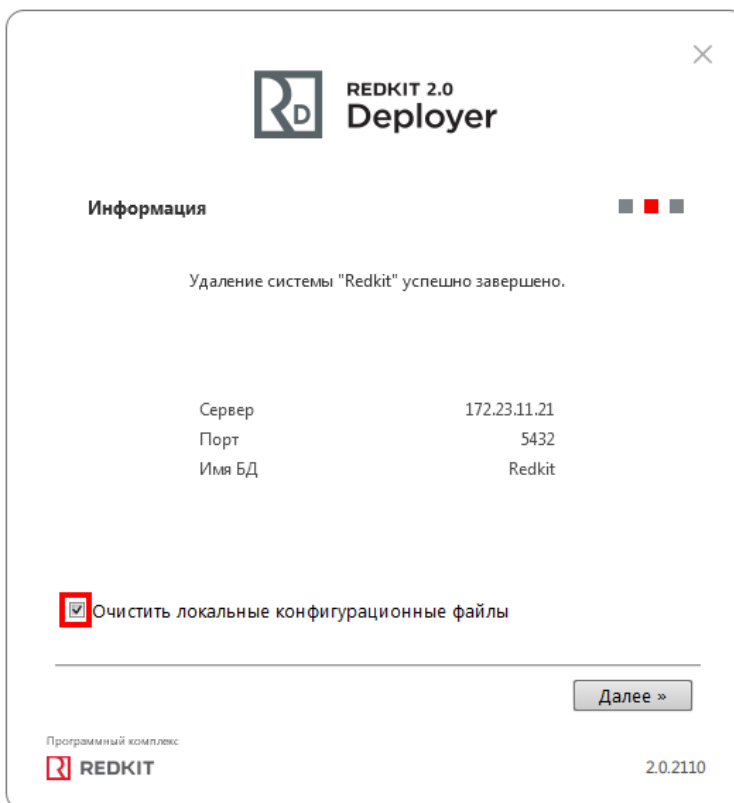 REDKIT 2.0
Deployer
Информация
Удаление системы "Redkit" успешно завершено.
Сервер 172.23.11.21
Порт 5432
Имя БД Redkit
Очистить локальные конфигурационные файлы
Далее »
Программный комплекс
REDKIT 2.0.2110